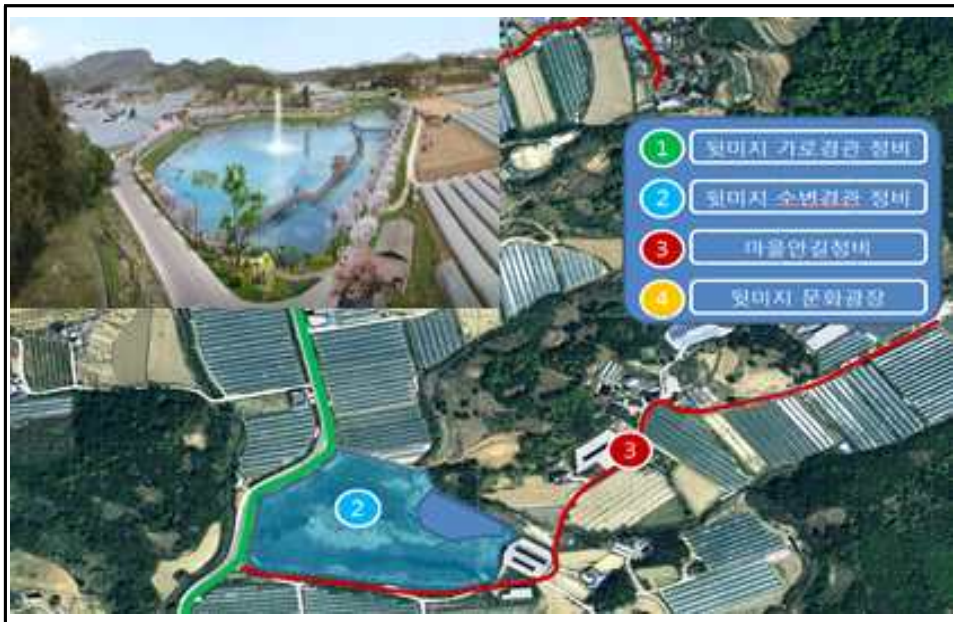 1 뒷미지 가로경관 정비
2 뒷미지 수변경관 정비
3 마을안길정비
4 뒷미지 문화광장
2
3